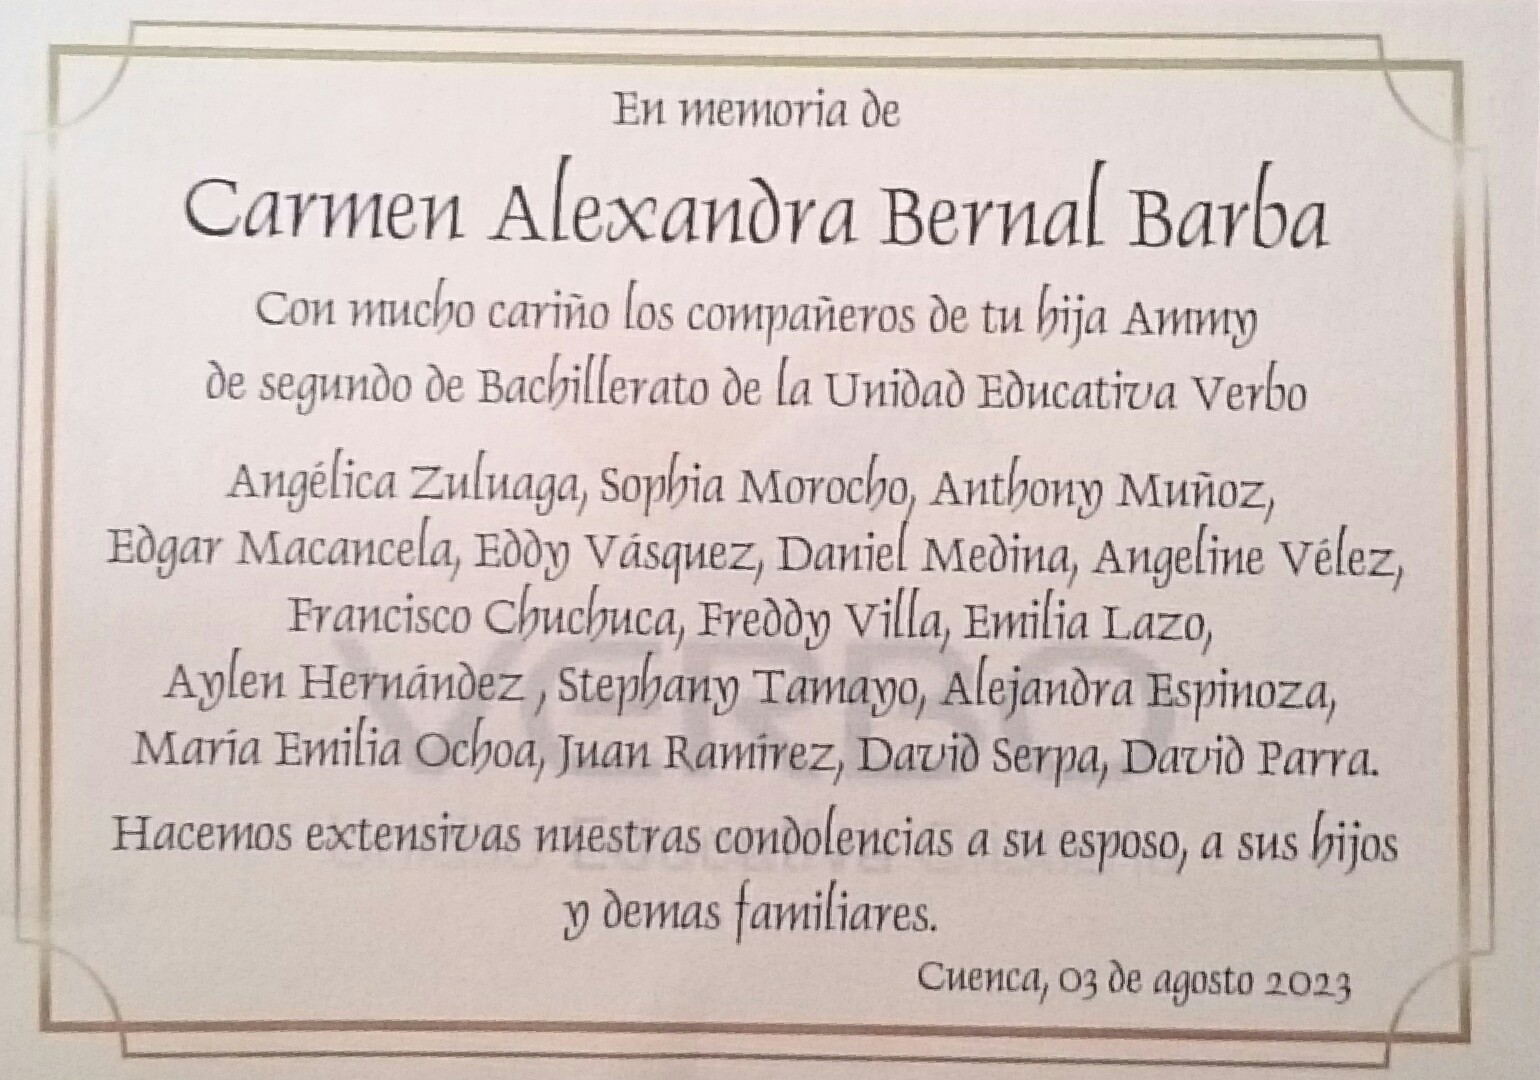 En memoria de
Carmen Alexandra Bernal Barba
Con mucho cariño los compañeros de tu hija Ammy
de segundo de Bachillerato de la Unidad Educativa Verbo
Angélica Zuluaga, Sophia Morocho, Anthony Muñoz,
Edgar Macancela, Eddy Vásquez, Daniel Medina, Angeline Vélez,
Francisco Chuchuca, Freddy Villa, Emilia Lazo,
Aylen Hernández , Stephany Tamayo, Alejandra Espinoza,
VERBO
María Emilia Ochoa, Juan Ramírez, David Serpa, David Parra.
Hacemos extensivas nuestras condolencias a su esposo, a sus hijos
y demas familiares.
Cuenca, 03 de agosto 2023